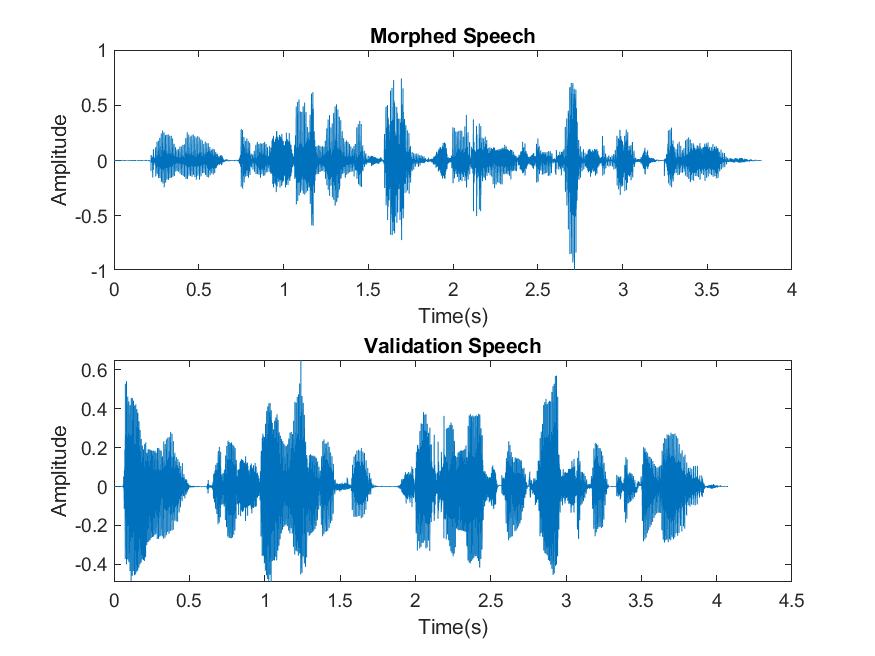 Morphed Speech
1
0.5
0
-0.5
-1
Amplitude
0 0.5 1 1.5 2 2.5 3 3.5 4
Time(s)
Validation Speech
0.6
0.4
0.2
0
-0.2
-0.4
Amplitude
0 0.5 1 1.5 2 2.5 3 3.5 4 4.5
Time(s)